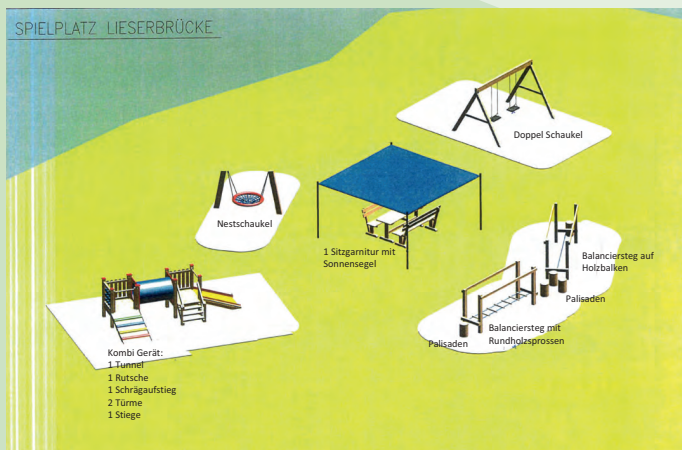 SPIELPLATZ LIESERBRÜCKE
Doppel Schaukel
Nestschaukel
1 Sitzgarnitur mit
Sonnensegel
Balanciersteg auf
Holzbalken
Palisaden
Balanciersteg mit
Rundholzsprossen
Palisaden
Kombi Gerät:
1 Tunnel
1 Rutsche
1 Schrägaufstieg
2 Türme
1 Stiege